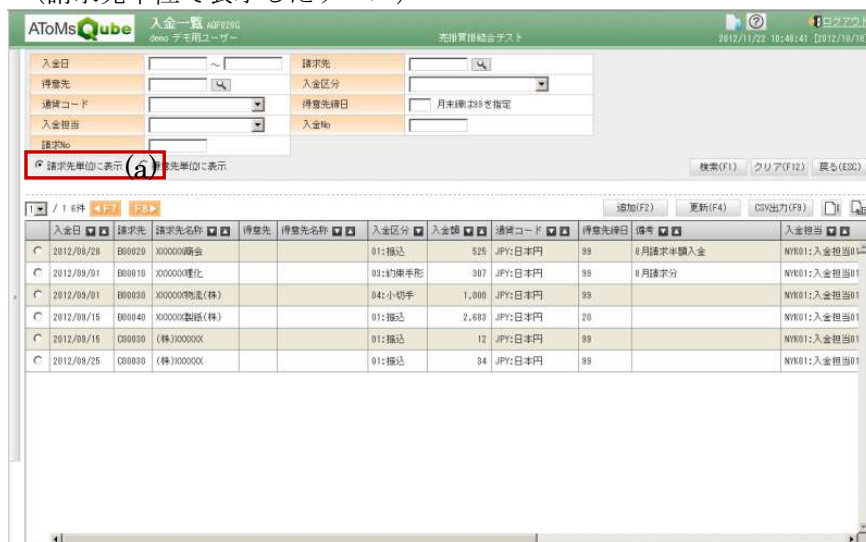 (請求先単位で表示したケース)
AToMs Qube 入金一覧 AQF020G
demo デモ用ユーザー 売掛買掛結合テスト 2012/11/22 10:48:41
ログアウト
入金日 ～ 請求先
得意先 入金区分
通貨コード 得意先締日 月末締は99を指定
入金担当 入金No
請求No
請求先単位に表示 (a) 得意先単位に表示 検索(F1) クリア(F12) 戻る(ESC)
1 / 1 6件 ◀F7 F8▶ 追加(F2) 更新(F4) CSV出力(F9)
入金日 請求先 請求先名称 得意先 得意先名称 入金区分 入金額 通貨コード 得意先締日 備考 入金担当
2012/08/28 B00020 XXXXXX商会 01:振込 525 JPY:日本円 99 8月請求半額入金 NYK01:入金担当01
2012/09/01 B00010 XXXXXX理化 03:約束手形 307 JPY:日本円 99 8月請求分 NYK01:入金担当01
2012/09/01 B00030 XXXXXX物流(株) 04:小切手 1,000 JPY:日本円 99 NYK01:入金担当01
2012/09/15 B00040 XXXXXX製紙(株) 01:振込 2,683 JPY:日本円 20 NYK01:入金担当01
2012/09/15 C00030 (株)XXXXXX 01:振込 12 JPY:日本円 99 NYK01:入金担当01
2012/09/25 C00030 (株)XXXXXX 01:振込 34 JPY:日本円 99 NYK01:入金担当01